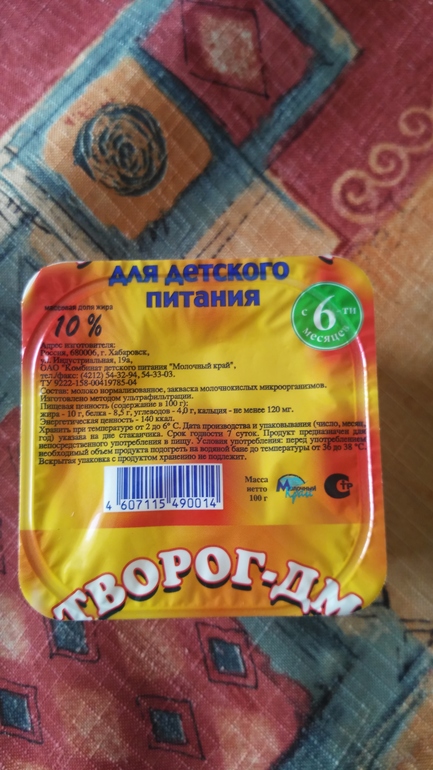 для детского
питания
массовая доля жира
10%
с 6-ти
месяцев
Адрес изготовителя:
Россия, 680006, г. Хабаровск,
ул. Индустриальная, 19а,
ОАО "Комбинат детского питания "Молочный край",
тел./факс: (4212) 54-32-94, 54-33-03.
ТУ 9222-158-00419785-04
Состав: молоко нормализованное, закваска молочнокислых микроорганизмов.
Изготовлено методом ультрафильтрации.
Пищевая ценность (содержание в 100 г):
жира - 10 г, белка - 8,5 г, углеводов - 4,0 г, кальция - не менее 120 мг.
Энергетическая ценность - 140 ккал.
Хранить при температуре от 2 до 6° С. Дата производства и упаковывания (число, месяц,
год) указана на дне стаканчика. Срок годности 7 суток. Продукт предназначен для
непосредственного употребления в пищу. Условия употребления: перед употреблением
необходимый объем продукта подогреть на водяной бане до температуры от 36 до 38 °С.
Вскрытая упаковка с продуктом хранению не подлежит.
4 607115 490014
Масса
нетто
100 г
Молочный
Край
СТР
ТВОРОГ-ДМ